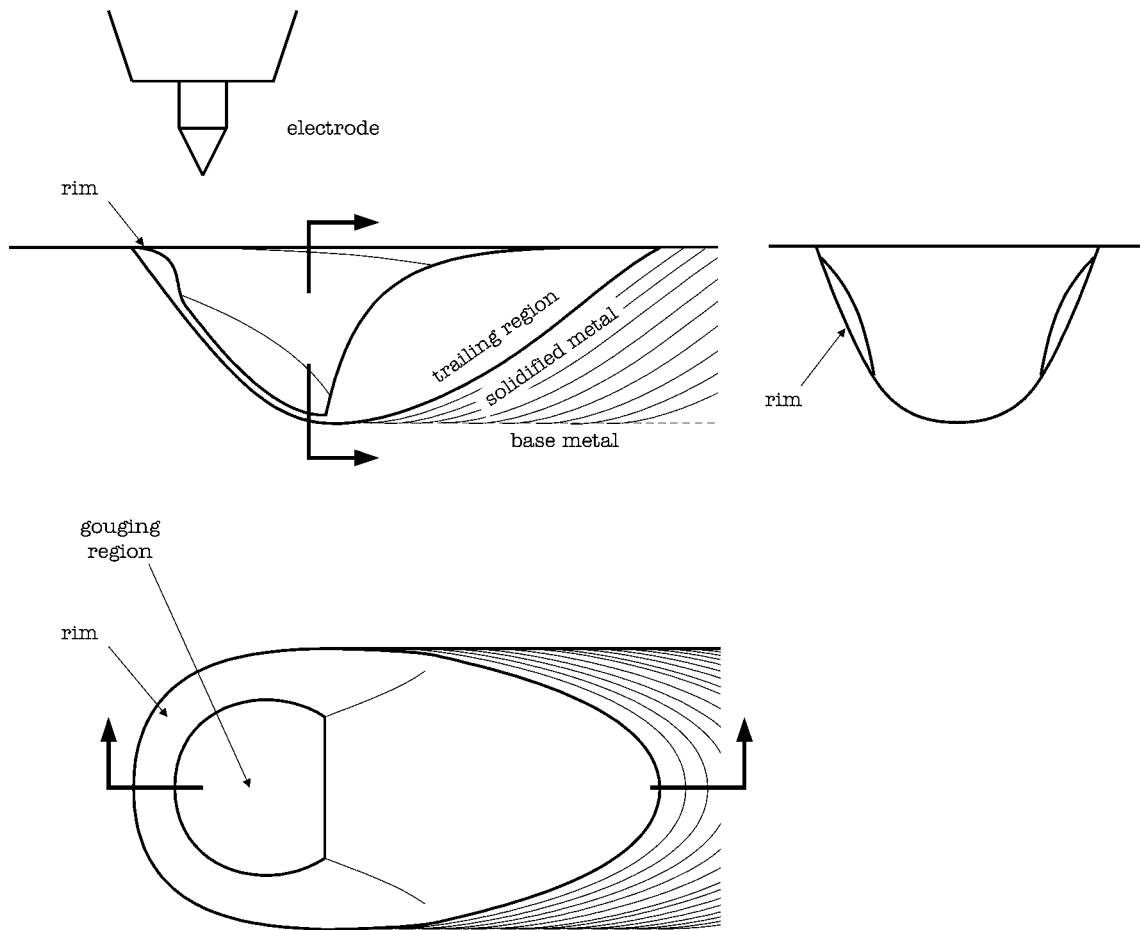 electrode
rim
trailing region
solidified metal
base metal
rim
gouging
region
rim